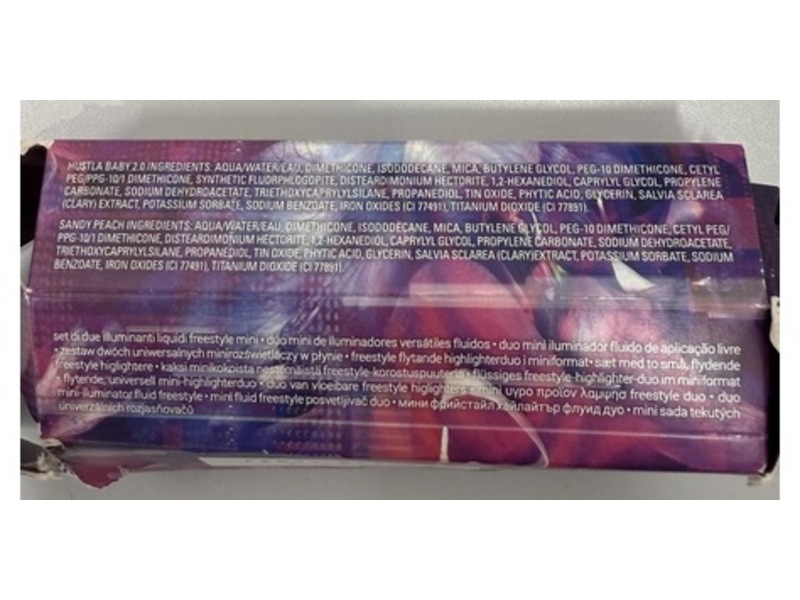 HUSTLA BABY 2.0 INGREDIENTS: AQUA/WATER/EAU, DIMETHICONE, ISODODECANE, MICA, BUTYLENE GLYCOL, PEG-10 DIMETHICONE, CETYL
PEG/PPG-10/1 DIMETHICONE, SYNTHETIC FLUORPHLOGOPITE, DISTEARDIMONIUM HECTORITE, 1,2-HEXANEDIOL, CAPRYLYL GLYCOL, PROPYLENE
CARBONATE, SODIUM DEHYDROACETATE, TRIETHOXYCAPRYLYLSILANE, PROPANEDIOL, TIN OXIDE, PHYTIC ACID, GLYCERIN, SALVIA SCLAREA
(CLARY) EXTRACT, POTASSIUM SORBATE, SODIUM BENZOATE, IRON OXIDES (CI 77491), TITANIUM DIOXIDE (CI 77891).
SANDY PEACH INGREDIENTS: AQUA/WATER/EAU, DIMETHICONE, ISODODECANE, MICA, BUTYLENE GLYCOL, PEG-10 DIMETHICONE, CETYL PEG/
PPG-10/1 DIMETHICONE, DISTEARDIMONIUM HECTORITE, 1,2-HEXANEDIOL, CAPRYLYL GLYCOL, PROPYLENE CARBONATE, SODIUM DEHYDROACETATE,
TRIETHOXYCAPRYLYLSILANE, PROPANEDIOL, TIN OXIDE, PHYTIC ACID, GLYCERIN, SALVIA SCLAREA (CLARY)EXTRACT, POTASSIUM SORBATE, SODIUM
BENZOATE, IRON OXIDES (CI 77491), TITANIUM DIOXIDE (CI 77891).
set di due illuminanti liquidi freestyle mini • duo mini de iluminadores versátiles fluidos • duo mini iluminador fluido de aplicação livre
• zestaw dwóch uniwersalnych minirozświetlaczy w płynie • freestyle flytande highlighterduo i miniformat • sæt med to små, flydende
freestyle higlightere • kaksi minikokoista nestemäistä freestyle-korostuspuuteria • flüssiges freestyle-highlighter-duo im miniformat
• flytende, universell mini-highlighterduo • duo van vloeibare freestyle higlighters • mini υγρο προϊον λαμψησ freestyle duo • duo
mini-iluminator fluid freestyle • mini fluid freestyle posvetljivač duo • мини фрийстайл хайлайтър флуид дуо • mini sada tekutých
univerzálních rozjasňovačů